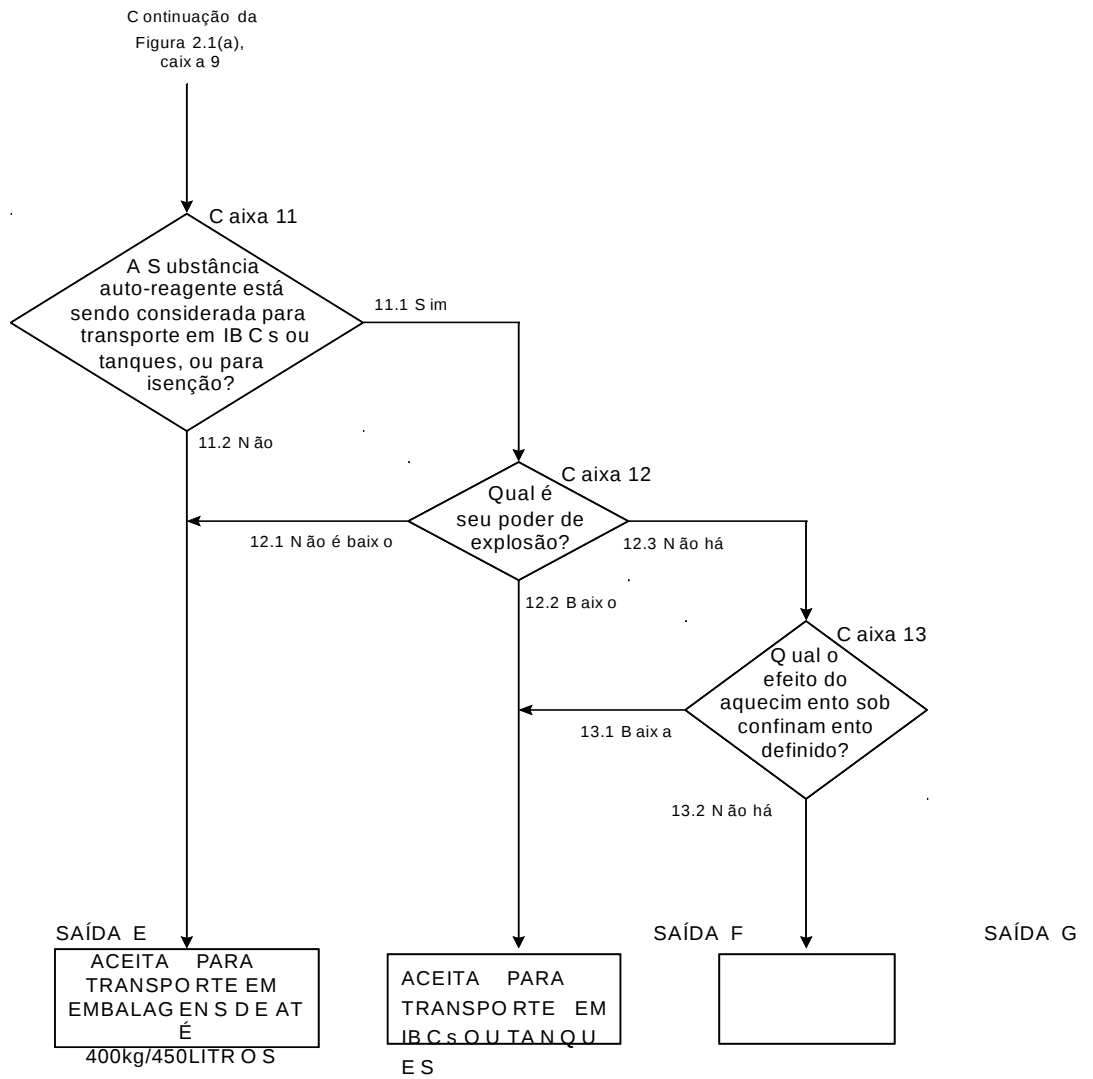 Continuação da
Figura 2.1(a),
caixa 9
Caixa 11
A Substância
auto-reagente está
sendo considerada para
transporte em IBCs ou
tanques, ou para
isenção?
11.1 Sim
11.2 Não
Caixa 12
Qual é
seu poder de
explosão?
12.1 Não é baixo
12.3 Não há
12.2 Baixo
Caixa 13
Qual o
efeito do
aquecimento sob
confinamento
definido?
13.1 Baixa
13.2 Não há
SAÍDA E
SAÍDA F
SAÍDA G
ACEITA PARA
TRANSPORTE EM
EMBALAGENS DE AT
É
400kg/450LITROS
ACEITA PARA
TRANSPORTE EM
IBCs OU TANQU
ES